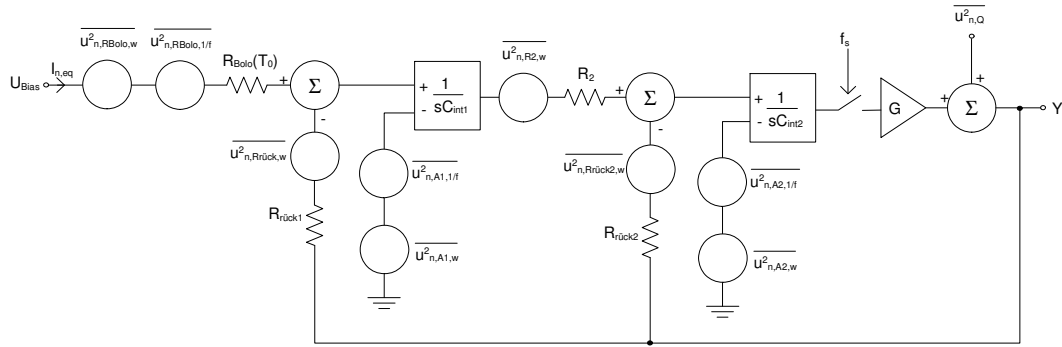 u²n,RBolo,w
u²n,RBolo,1/f
u²n,Q
UBias
In,eq
RBolo(T0)
+
Σ
-
+
-
1
sCint1
u²n,R2,w
R2
+
Σ
-
+
-
1
sCint2
fs
G
+
+
Σ
Y
u²n,Rrück,w
u²n,A1,1/f
u²n,Rrück2,w
u²n,A2,1/f
Rrück1
u²n,A1,w
Rrück2
u²n,A2,w